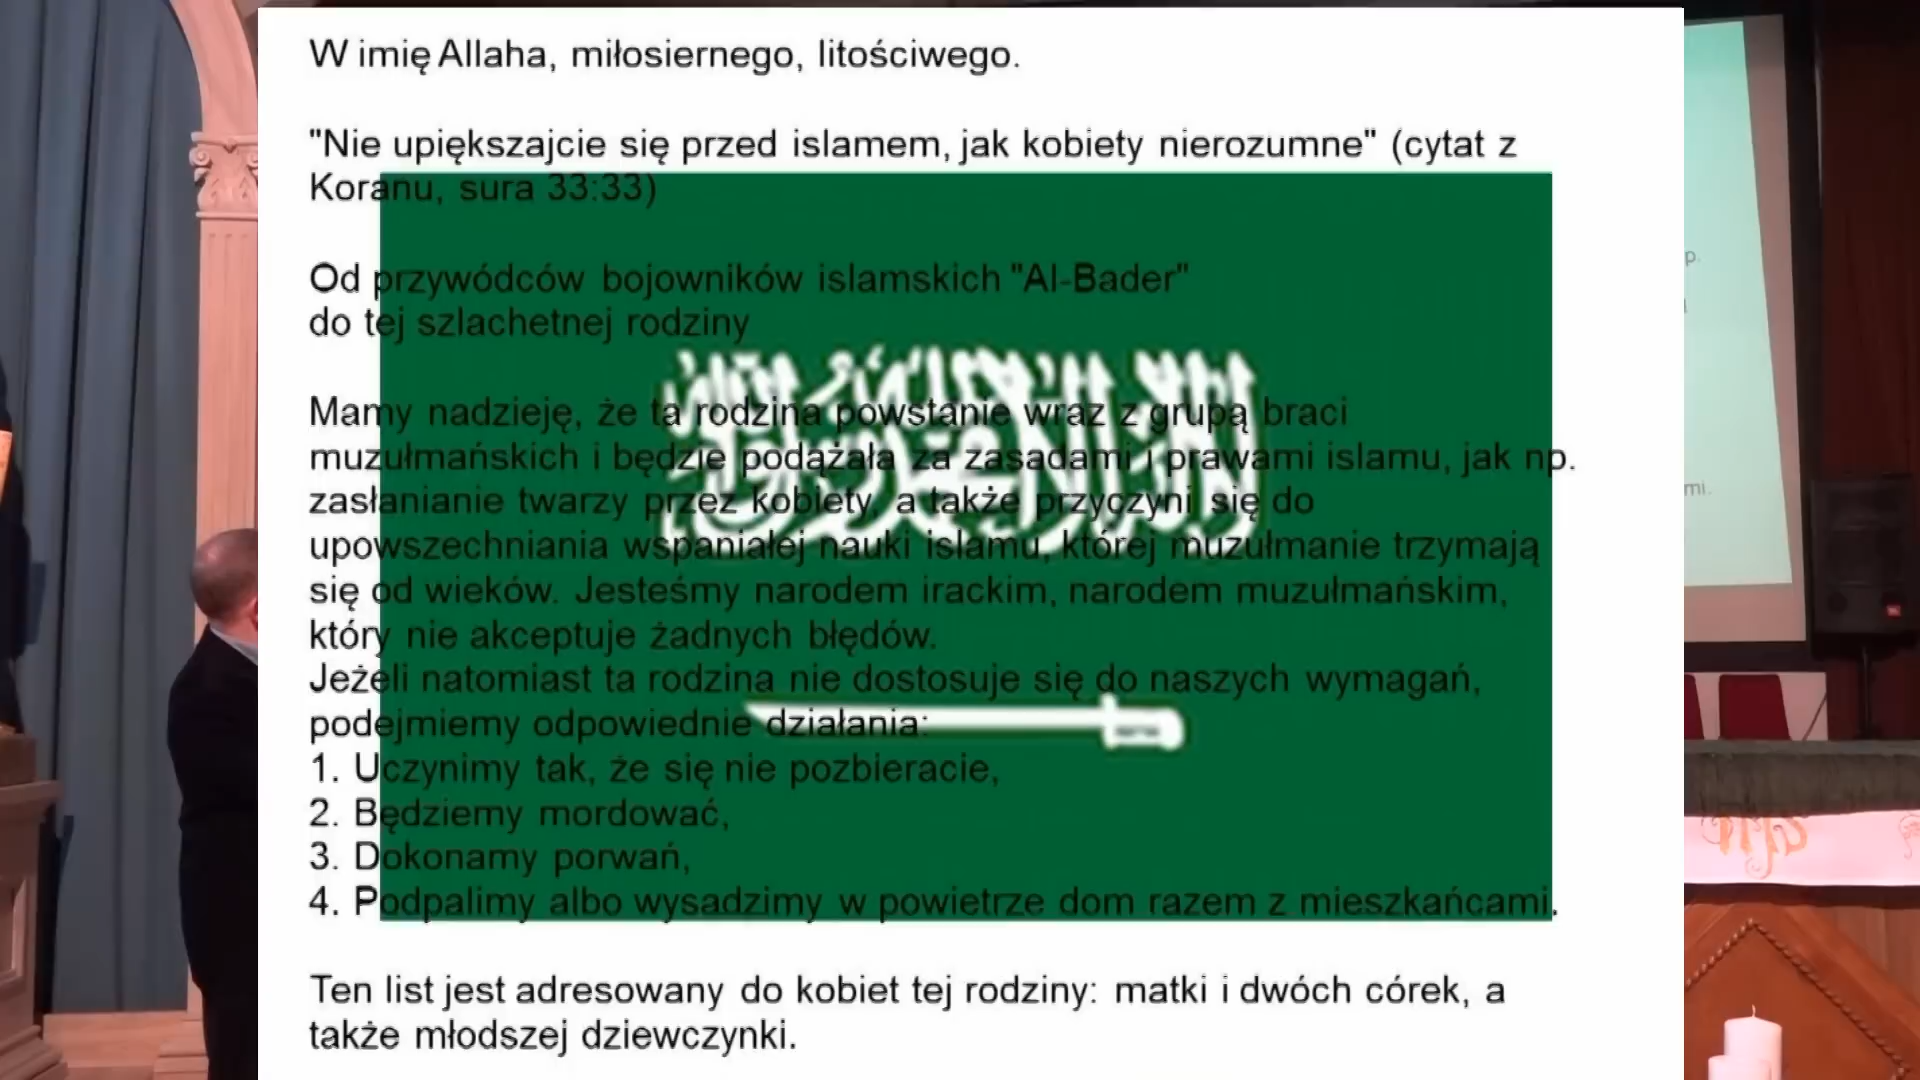 W imię Allaha, miłosiernego, litościwego.
"Nie upiększajcie się przed islamem, jak kobiety nierozumne" (cytat z
Koranu, sura 33:33)
Od przywódców bojowników islamskich "Al-Bader"
do tej szlachetnej rodziny
Mamy nadzieję, że ta rodzina powstanie wraz z grupą braci
muzułmańskich i będzie podążała za zasadami i prawami islamu, jak np.
zasłanianie twarzy przez kobiety, a także przyczyni się do
upowszechniania wspaniałej nauki islamu, której muzułmanie trzymają
się od wieków. Jesteśmy narodem irackim, narodem muzułmańskim,
który nie akceptuje żadnych błędów.
Jeżeli natomiast ta rodzina nie dostosuje się do naszych wymagań,
podejmiemy odpowiednie działania:
1. Uczynimy tak, że się nie pozbieracie,
2. Będziemy mordować,
3. Dokonamy porwań,
4. Podpalimy albo wysadzimy w powietrze dom razem z mieszkańcami.
Ten list jest adresowany do kobiet tej rodziny: matki i dwóch córek, a
także młodszej dziewczynki.